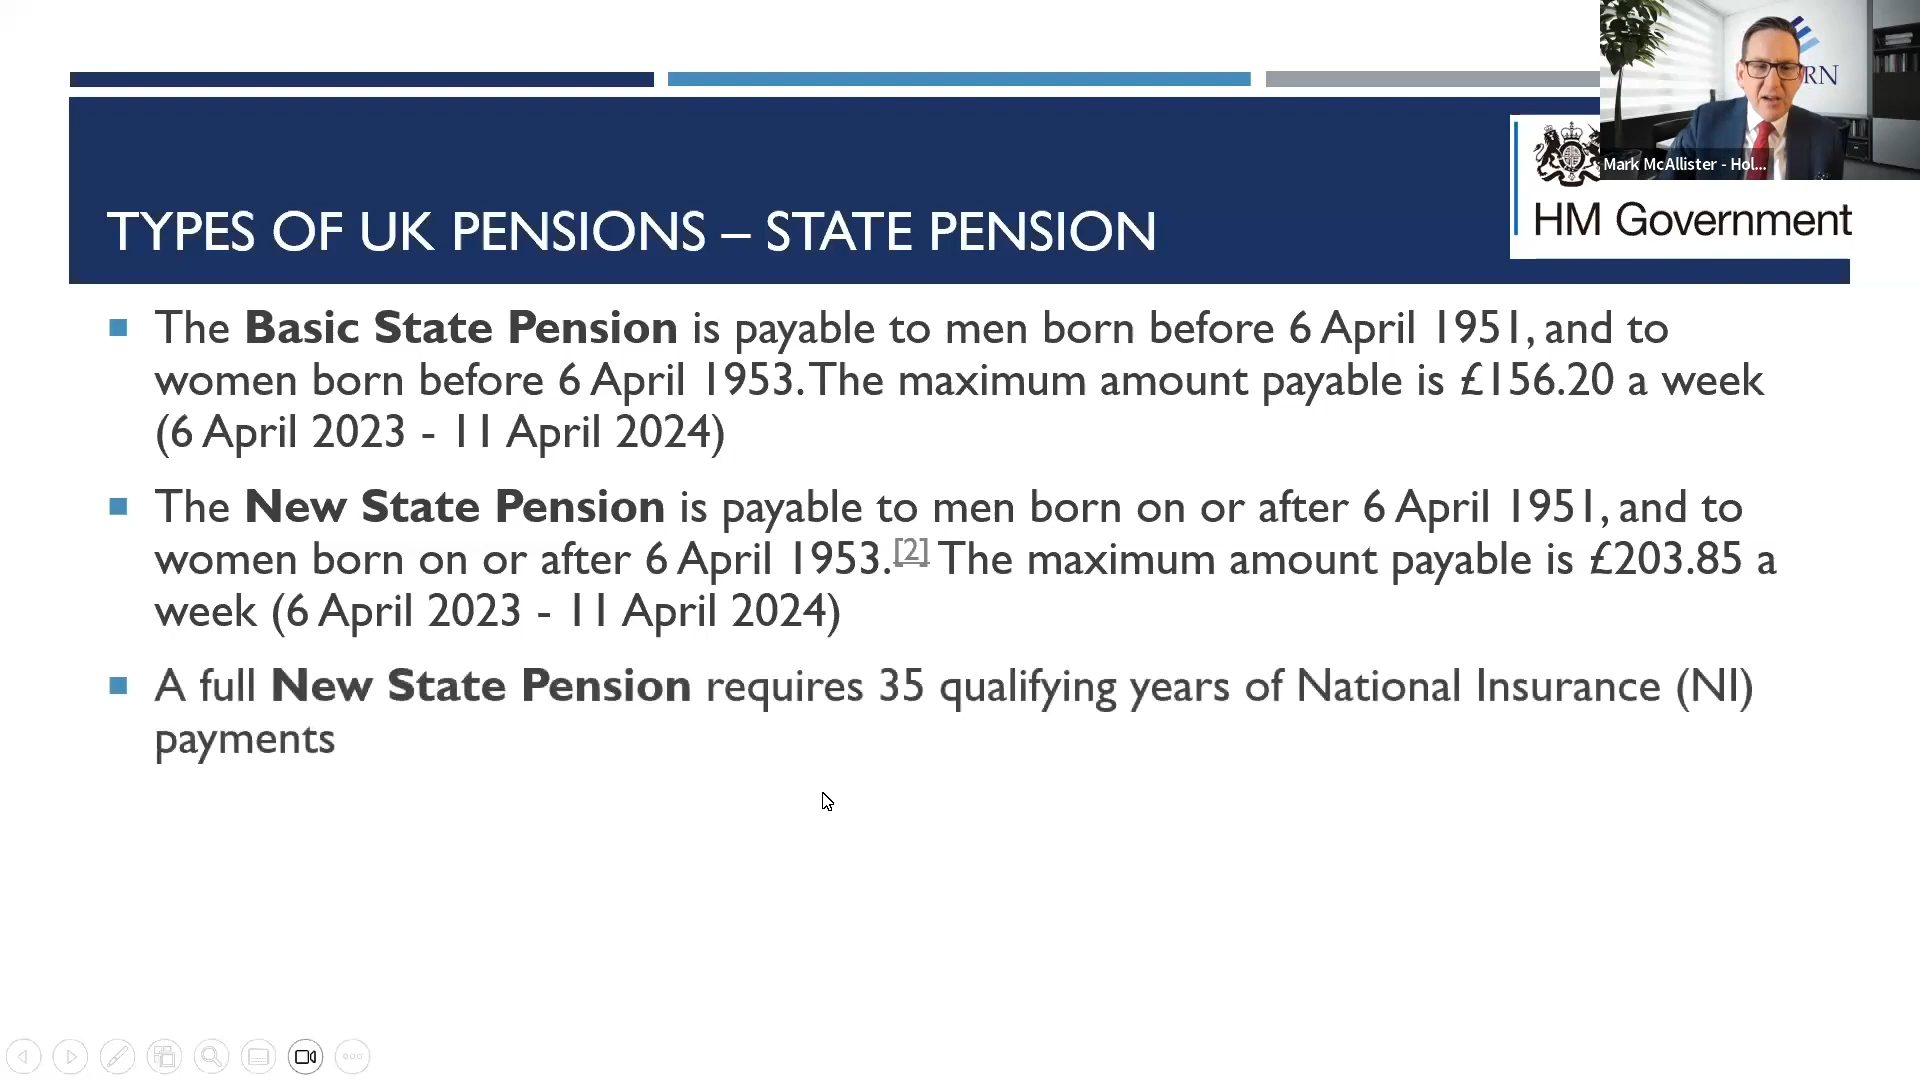 RN
Mark McAllister - Hol...
HM Government
TYPES OF UK PENSIONS – STATE PENSION
The Basic State Pension is payable to men born before 6 April 1951, and to
women born before 6 April 1953. The maximum amount payable is £156.20 a week
(6 April 2023 - 11 April 2024)
The New State Pension is payable to men born on or after 6 April 1951, and to
women born on or after 6 April 1953.[2] The maximum amount payable is £203.85 a
week (6 April 2023 - 11 April 2024)
A full New State Pension requires 35 qualifying years of National Insurance (NI)
payments